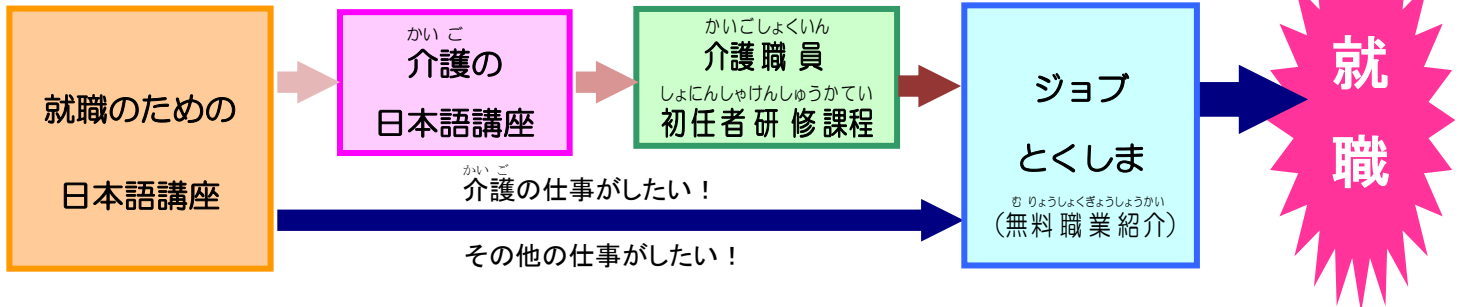 就職のための
日本語講座
かいご
介護の
日本語講座
かいごしょくいん
介護職員
しょにんしゃけんしゅうかてい
初任者研修課程
かいご
介護の仕事がしたい！
その他の仕事がしたい！
ジョブ
とくしま
むりょうしょくぎょうしょうかい
（無料職業紹介）
就
職